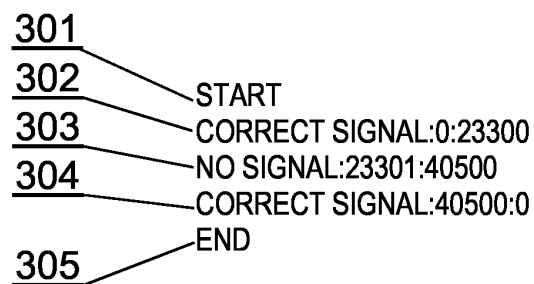 301
START
302
CORRECT SIGNAL:0:23300
303
NO SIGNAL:23301:40500
304
CORRECT SIGNAL:40500:0
305
END